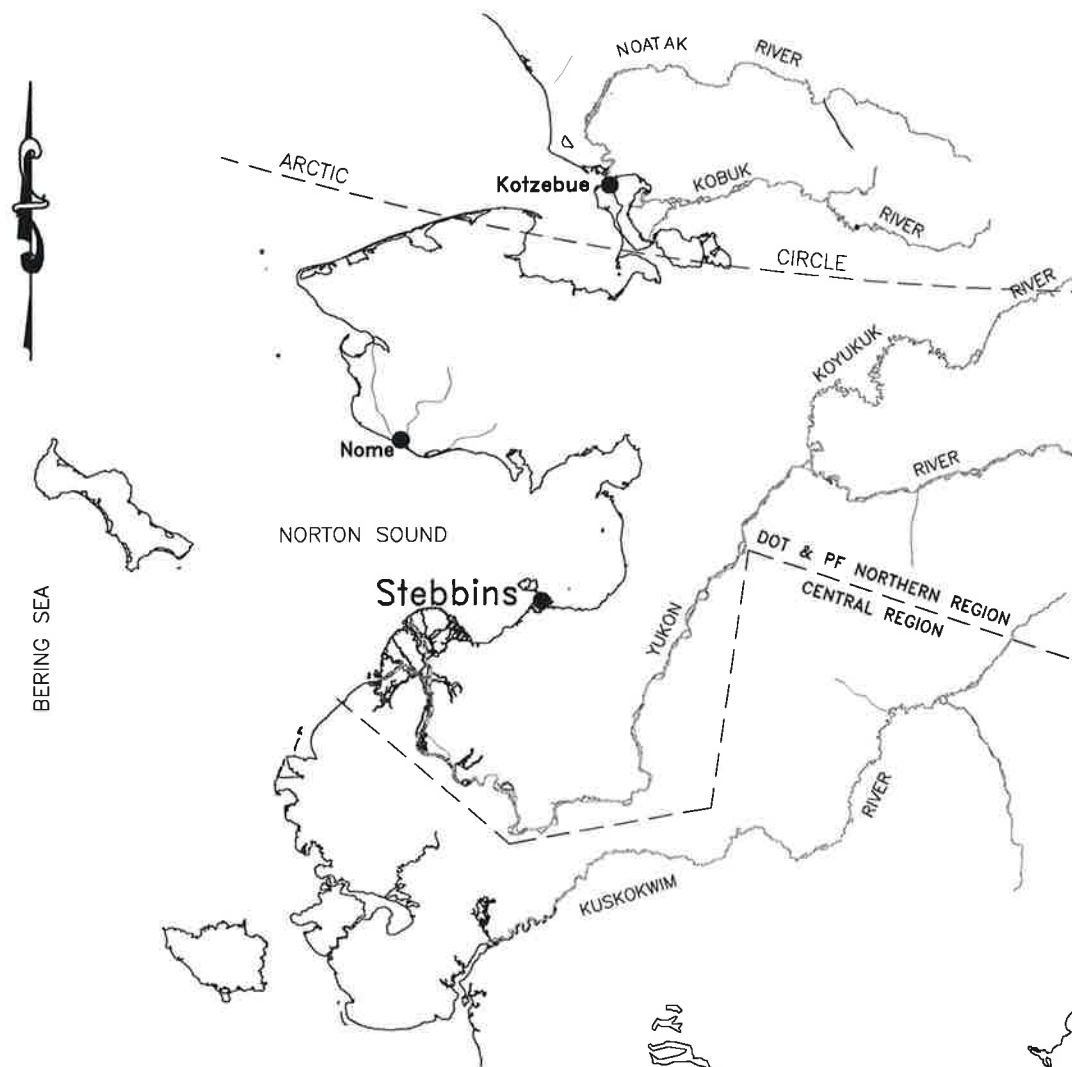 NOATAK RIVER
ARCTIC
Kotzebue
KOBUK
RIVER
CIRCLE
RIVER
KOYUKUK
Nome
RIVER
NORTON SOUND
DOT & PF NORTHERN REGION
CENTRAL REGION
Stebbins
YUKON
BERING SEA
RIVER
KUSKOKWIM